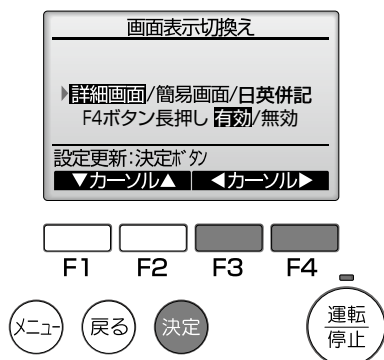 画面表示切換え
▶詳細画面/簡易画面/日英併記
F4ボタン長押し 有効/無効
設定更新:決定ボタン
▼カーソル▲ ◀カーソル▶
F1 F2 F3 F4
メニュー 戻る 決定 運転
停止